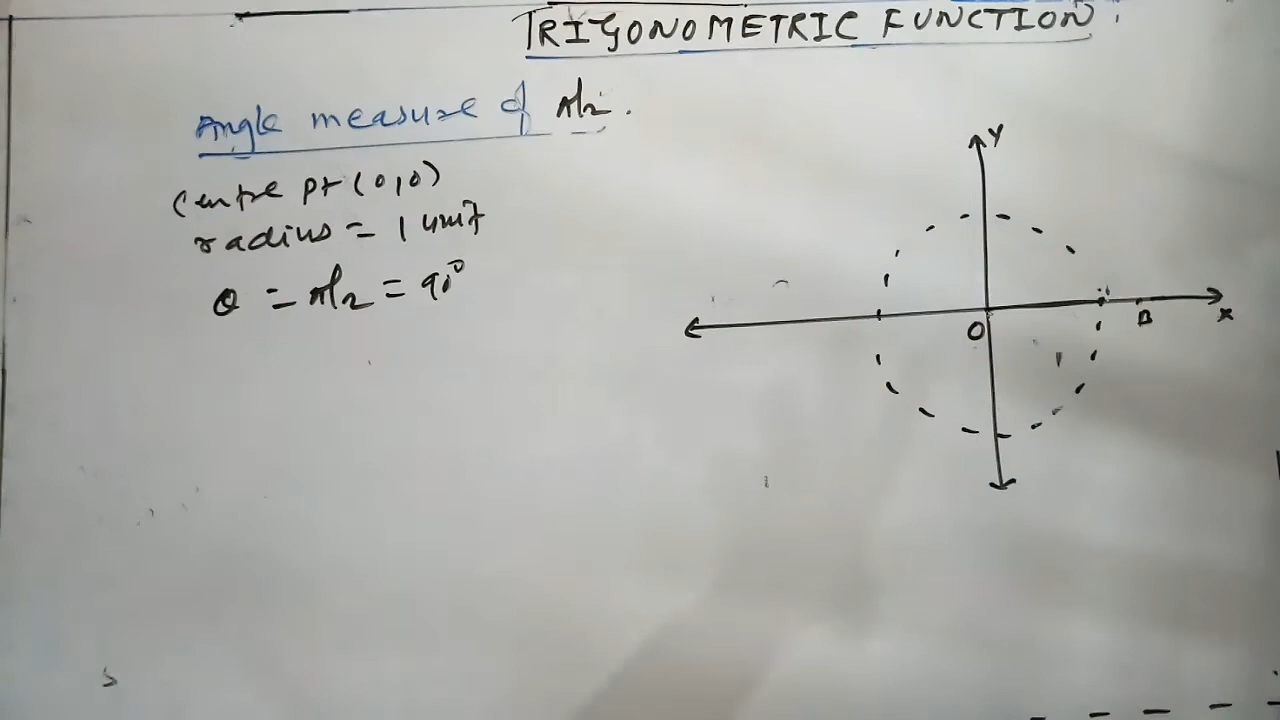 TRIGONOMETRIC FUNCTION:
Angle measure of π/2.
Centre pt (0,0)
radius = 1 unit
θ = π/2 = 90°
Y
O
B
X